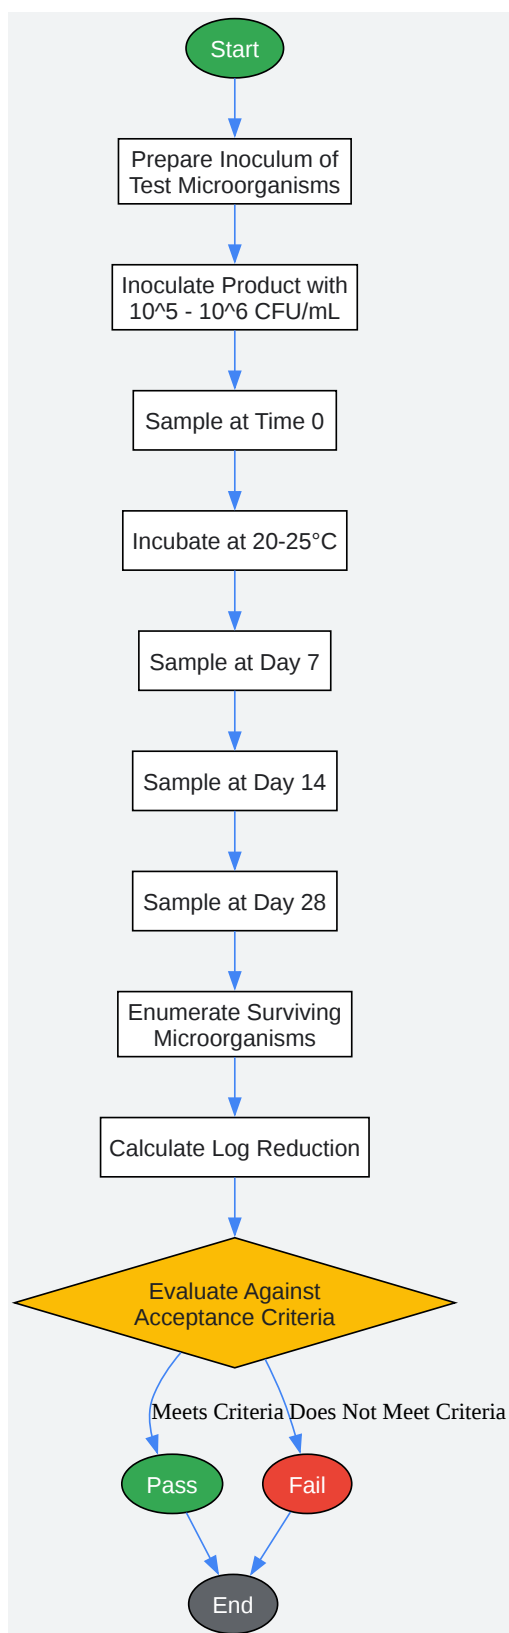 Start
Prepare Inoculum of
Test Microorganisms
Inoculate Product with
10^5 - 10^6 CFU/mL
Sample at Time 0
Incubate at 20-25°C
Sample at Day 7
Sample at Day 14
Sample at Day 28
Enumerate Surviving
Microorganisms
Calculate Log Reduction
Evaluate Against
Acceptance Criteria
Meets Criteria
Does Not Meet Criteria
Pass
Fail
End